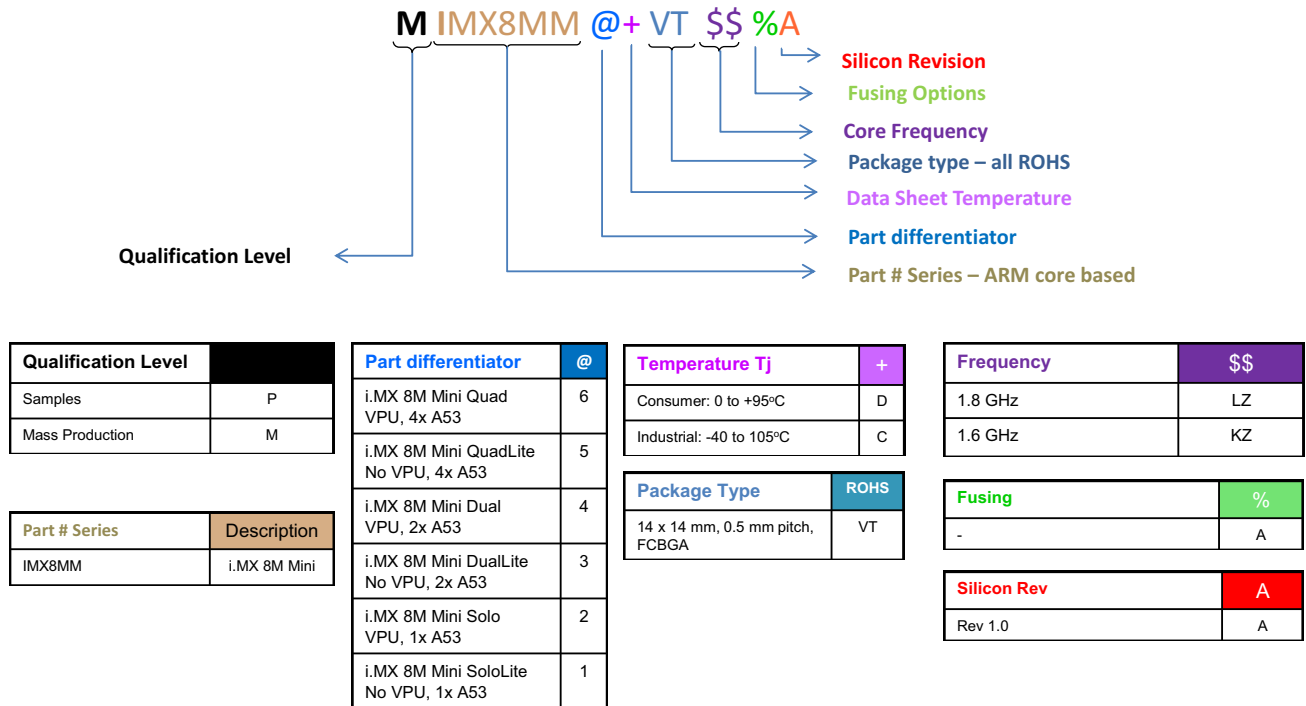 M IMX8MM @+ VT $$ %A
Silicon Revision
Fusing Options
Core Frequency
Package type – all ROHS
Data Sheet Temperature
Part differentiator
Qualification Level
Part # Series – ARM core based
Qualification Level
Samples P
Mass Production M
Part # Series Description
IMX8MM i.MX 8M Mini
Part differentiator @
i.MX 8M Mini Quad 6
VPU, 4x A53
i.MX 8M Mini QuadLite 5
No VPU, 4x A53
i.MX 8M Mini Dual 4
VPU, 2x A53
i.MX 8M Mini DualLite 3
No VPU, 2x A53
i.MX 8M Mini Solo 2
VPU, 1x A53
i.MX 8M Mini SoloLite 1
No VPU, 1x A53
Temperature Tj +
Consumer: 0 to +95ºC D
Industrial: -40 to 105ºC C
Package Type ROHS
14 x 14 mm, 0.5 mm pitch, VT
FCBGA
Frequency $$
1.8 GHz LZ
1.6 GHz KZ
Fusing %
- A
Silicon Rev A
Rev 1.0 A